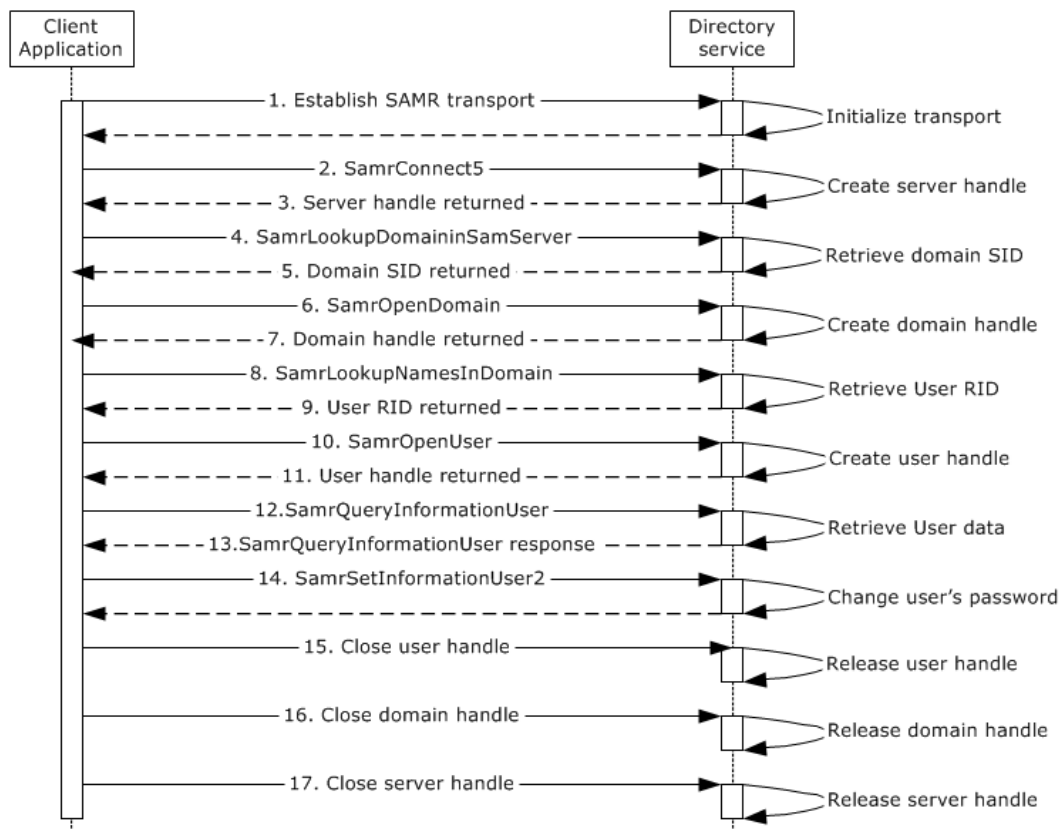 Client
Application
Directory
service
1. Establish SAMR transport
Initialize transport
2. SamrConnect5
Create server handle
3. Server handle returned
4. SamrLookupDomaininSamServer
Retrieve domain SID
5. Domain SID returned
6. SamrOpenDomain
Create domain handle
7. Domain handle returned
8. SamrLookupNamesInDomain
Retrieve User RID
9. User RID returned
10. SamrOpenUser
Create user handle
11. User handle returned
12.SamrQueryInformationUser
Retrieve User data
13.SamrQueryInformationUser response
14. SamrSetInformationUser2
Change user's password
15. Close user handle
Release user handle
16. Close domain handle
Release domain handle
17. Close server handle
Release server handle